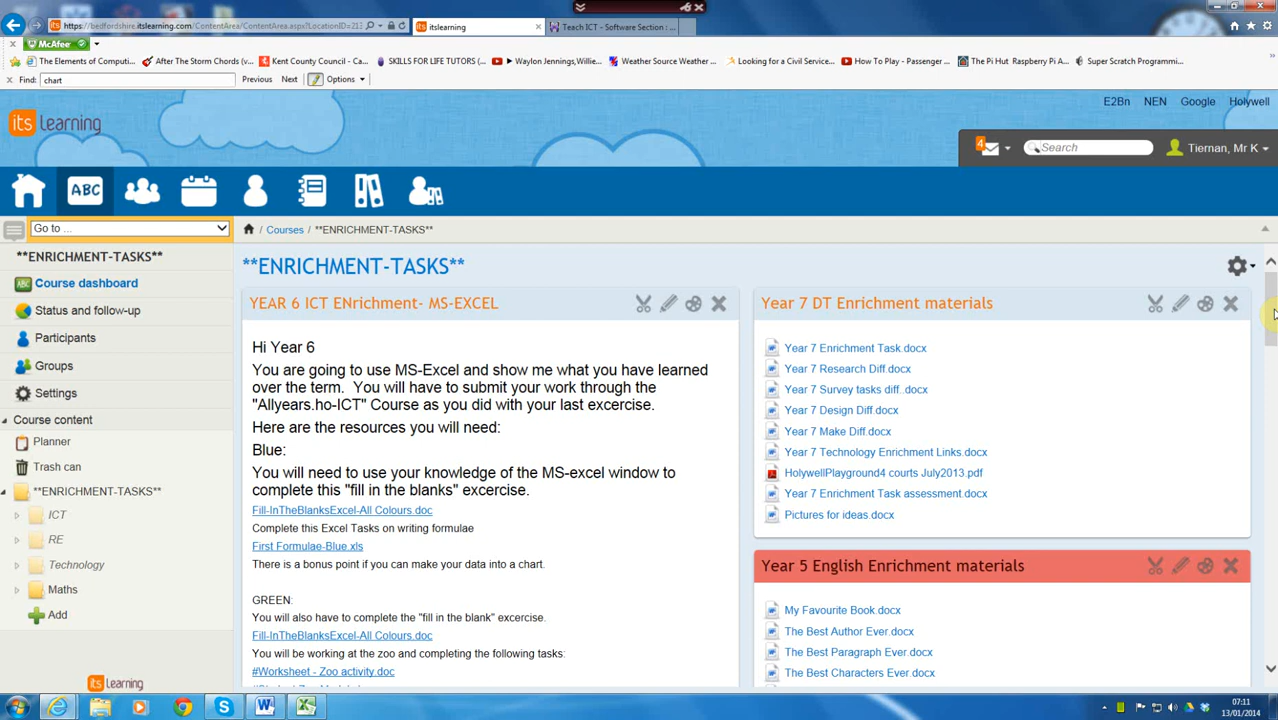 https://bedfordshire.itslearning.com/ContentArea/ContentArea.aspx?LocationID=213
itslearning
Teach ICT - Software Section : ...
McAfee
The Elements of Computi...
After The Storm Chords (v...
Kent County Council - Ca...
SKILLS FOR LIFE TUTORS (...
Waylon Jennings,Willie...
Weather Source Weather ...
Looking for a Civil Service...
How To Play - Passenger ...
The Pi Hut Raspberry Pi A...
Super Scratch Programmi...
Find: chart Previous Next Options
E2Bn NEN Google Holywell
its learning
4 Search Tiernan, Mr K
Go to ...
Courses / **ENRICHMENT-TASKS**
**ENRICHMENT-TASKS**
Course dashboard
Status and follow-up
Participants
Groups
Settings
Course content
Planner
Trash can
**ENRICHMENT-TASKS**
ICT
RE
Technology
Maths
Add
its learning
**ENRICHMENT-TASKS**
YEAR 6 ICT ENrichment- MS-EXCEL
Hi Year 6
You are going to use MS-Excel and show me what you have learned
over the term. You will have to submit your work through the
"Allyears.ho-ICT" Course as you did with your last excercise.
Here are the resources you will need:
Blue:
You will need to use your knowledge of the MS-excel window to
complete this "fill in the blanks" excercise.
Fill-InTheBlanksExcel-All Colours.doc
Complete this Excel Tasks on writing formulae
First Formulae-Blue.xls
There is a bonus point if you can make your data into a chart.
GREEN:
You will also have to complete the "fill in the blank" excercise.
Fill-InTheBlanksExcel-All Colours.doc
You will be working at the zoo and completing the following tasks:
#Worksheet - Zoo activity.doc
Year 7 DT Enrichment materials
Year 7 Enrichment Task.docx
Year 7 Research Diff.docx
Year 7 Survey tasks diff..docx
Year 7 Design Diff.docx
Year 7 Make Diff.docx
Year 7 Technology Enrichment Links.docx
HolywellPlayground4 courts July2013.pdf
Year 7 Enrichment Task assessment.docx
Pictures for ideas.docx
Year 5 English Enrichment materials
My Favourite Book.docx
The Best Author Ever.docx
The Best Paragraph Ever.docx
The Best Characters Ever.docx
07:11
13/01/2014